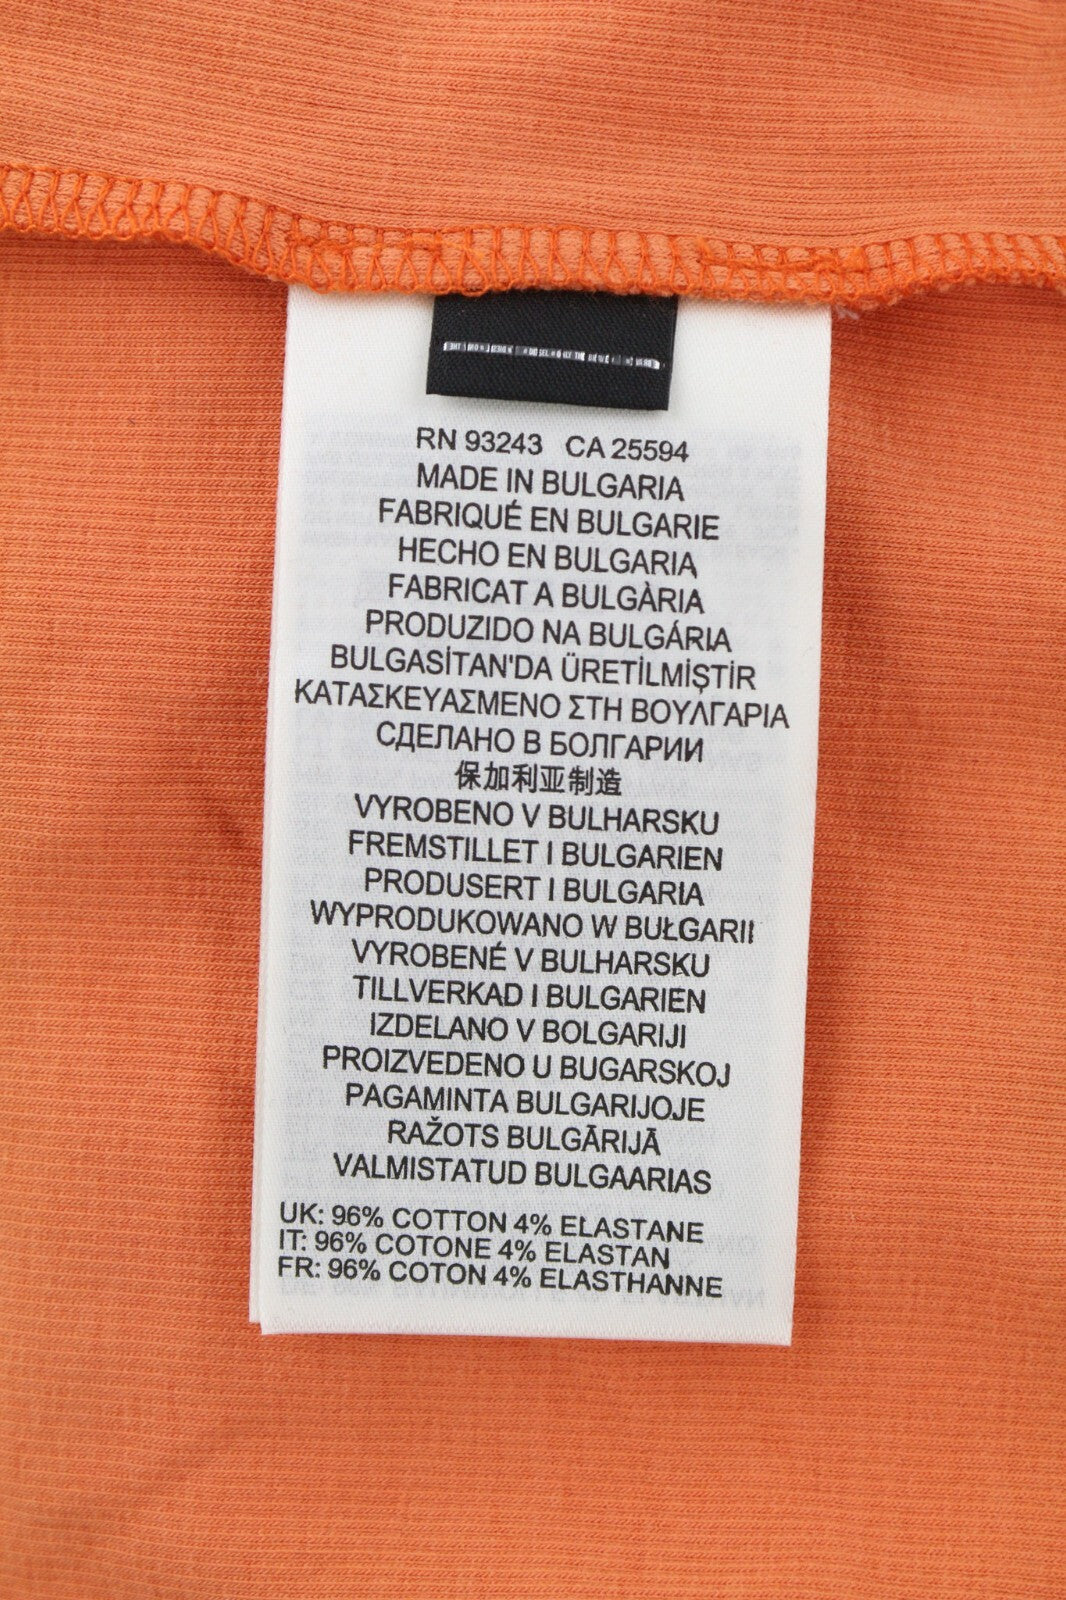 RN 93243 CA 25594
MADE IN BULGARIA
FABRIQUÉ EN BULGARIE
HECHO EN BULGARIA
FABRICAT A BULGÀRIA
PRODUZIDO NA BULGÁRIA
BULGASİTAN'DA ÜRETİLMİŞTİR
ΚΑΤΑΣΚΕΥΑΣΜΕΝΟ ΣΤΗ ΒΟΥΛΓΑΡΙΑ
СДЕЛАНО В БОЛГАРИИ
保加利亚制造
VYROBENO V BULHARSKU
FREMSTILLET I BULGARIEN
PRODUSERT I BULGARIA
WYPRODUKOWANO W BUŁGARII
VYROBENÉ V BULHARSKU
TILLVERKAD I BULGARIEN
IZDELANO V BOLGARIJI
PROIZVEDENO U BUGARSKOJ
PAGAMINTA BULGARIJOJE
RAŽOTS BULGĀRIJĀ
VALMISTATUD BULGAARIAS
UK: 96% COTTON 4% ELASTANE
IT: 96% COTONE 4% ELASTAN
FR: 96% COTON 4% ELASTHANNE